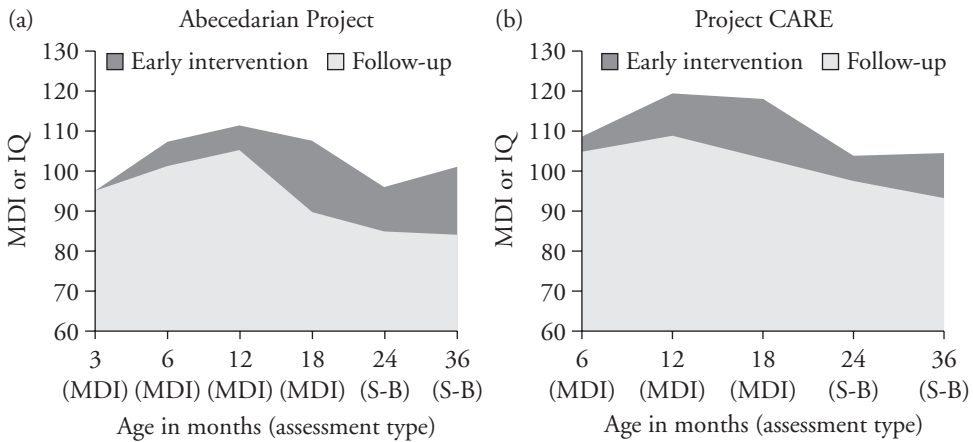 (a) Abecedarian Project
130
120
110
100
90
80
70
60
MDI or IQ
Early intervention Follow-up
3 6 12 18 24 36
(MDI) (MDI) (MDI) (MDI) (S-B) (S-B)
Age in months (assessment type)
(b) Project CARE
130
120
110
100
90
80
70
60
MDI or IQ
Early intervention Follow-up
6 12 18 24 36
(MDI) (MDI) (MDI) (S-B) (S-B)
Age in months (assessment type)